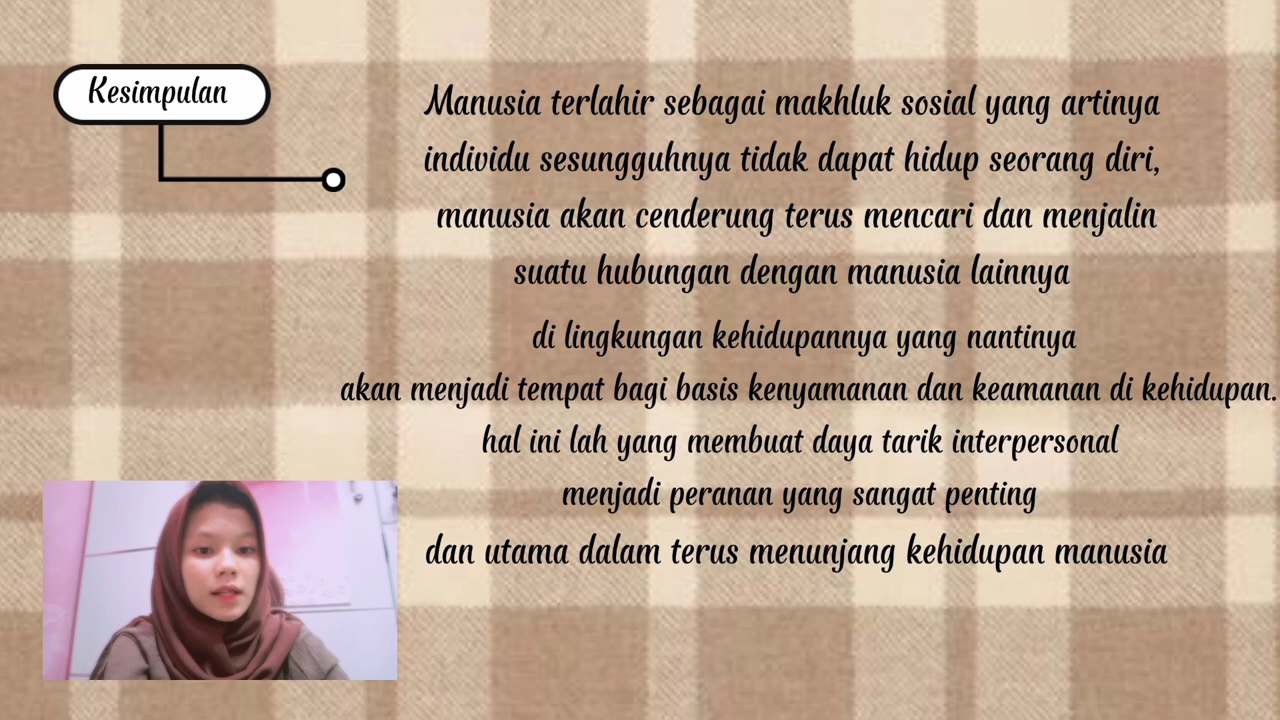 Kesimpulan
Manusia terlahir sebagai makhluk sosial yang artinya
individu sesungguhnya tidak dapat hidup seorang diri,
manusia akan cenderung terus mencari dan menjalin
suatu hubungan dengan manusia lainnya
di lingkungan kehidupannya yang nantinya
akan menjadi tempat bagi basis kenyamanan dan keamanan di kehidupan.
hal ini lah yang membuat daya tarik interpersonal
menjadi peranan yang sangat penting
dan utama dalam terus menunjang kehidupan manusia